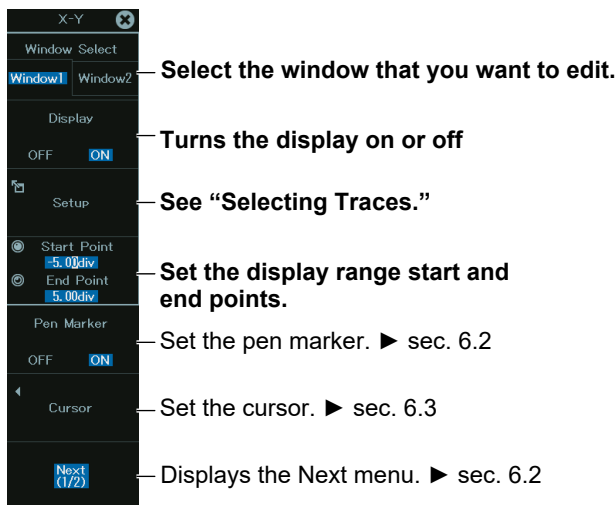 X-Y
Window Select
Window1 Window2
Select the window that you want to edit.
Display
OFF ON
Turns the display on or off
Setup
See “Selecting Traces.”
Start Point
-5.00div
End Point
5.00div
Set the display range start and
end points.
Pen Marker
OFF ON
Set the pen marker. ► sec. 6.2
Cursor
Set the cursor. ► sec. 6.3
Next
(1/2)
Displays the Next menu. ► sec. 6.2